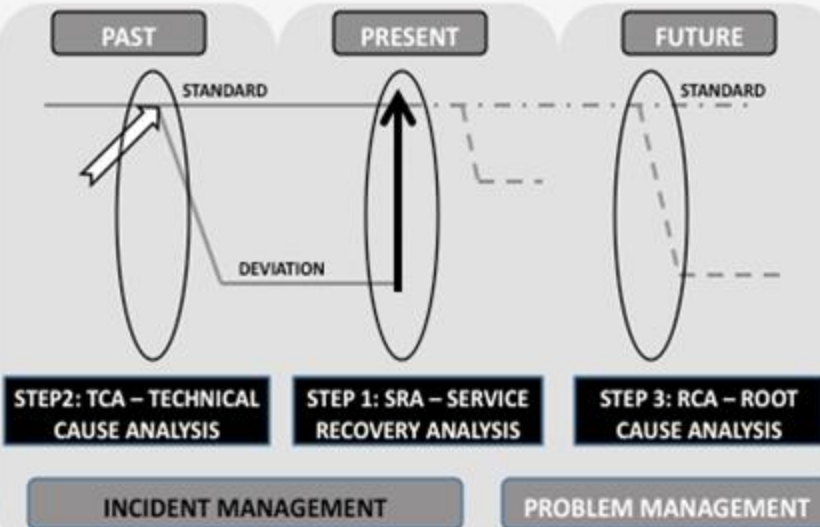 PAST
PRESENT
FUTURE
STANDARD
STANDARD
DEVIATION
STEP2: TCA – TECHNICAL
CAUSE ANALYSIS
STEP 1: SRA – SERVICE
RECOVERY ANALYSIS
STEP 3: RCA – ROOT
CAUSE ANALYSIS
INCIDENT MANAGEMENT
PROBLEM MANAGEMENT